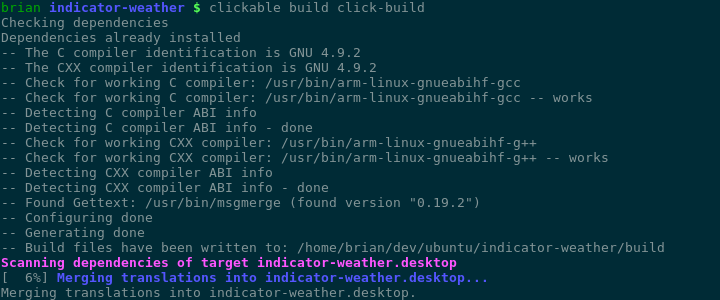 brian indicator-weather $ clickable build click-build
Checking dependencies
Dependencies already installed
-- The C compiler identification is GNU 4.9.2
-- The CXX compiler identification is GNU 4.9.2
-- Check for working C compiler: /usr/bin/arm-linux-gnueabihf-gcc
-- Check for working C compiler: /usr/bin/arm-linux-gnueabihf-gcc -- works
-- Detecting C compiler ABI info
-- Detecting C compiler ABI info - done
-- Check for working CXX compiler: /usr/bin/arm-linux-gnueabihf-g++
-- Check for working CXX compiler: /usr/bin/arm-linux-gnueabihf-g++ -- works
-- Detecting CXX compiler ABI info
-- Detecting CXX compiler ABI info - done
-- Found Gettext: /usr/bin/msgmerge (found version "0.19.2")
-- Configuring done
-- Generating done
-- Build files have been written to: /home/brian/dev/ubuntu/indicator-weather/build
Scanning dependencies of target indicator-weather.desktop
[  6%] Merging translations into indicator-weather.desktop...
Merging translations into indicator-weather.desktop.